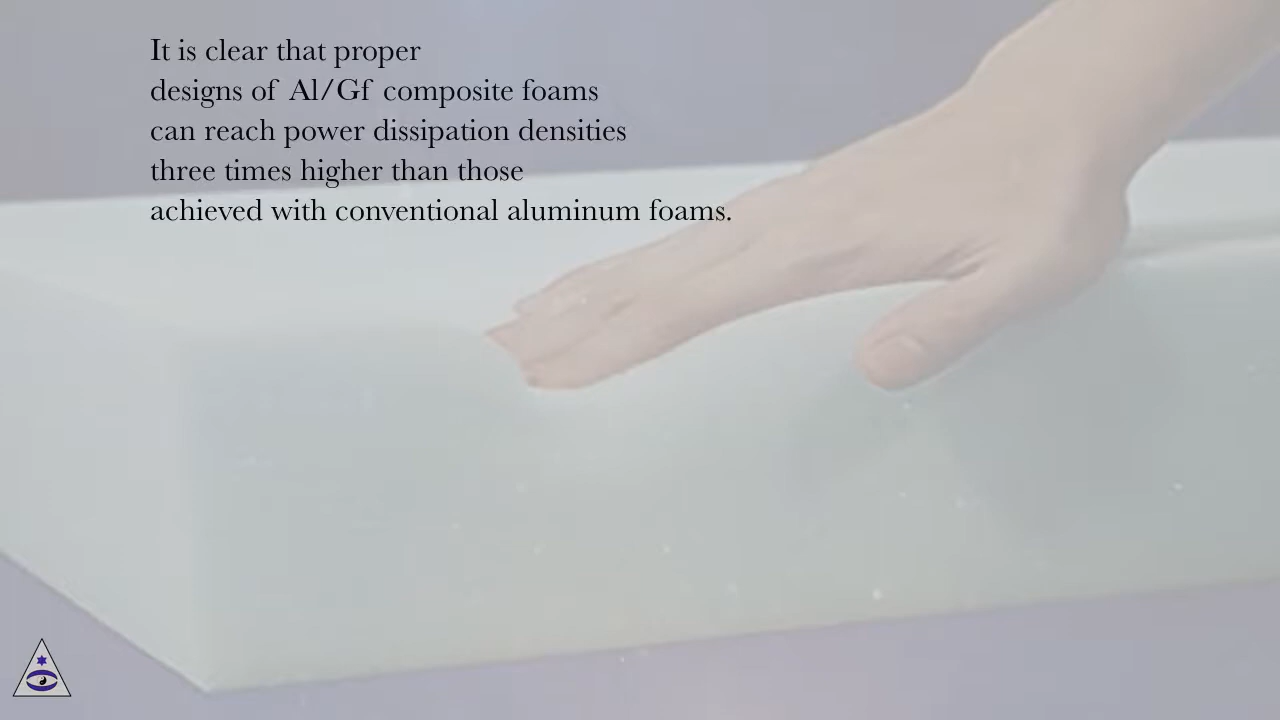 It is clear that proper
designs of Al/Gf composite foams
can reach power dissipation densities
three times higher than those
achieved with conventional aluminum foams.